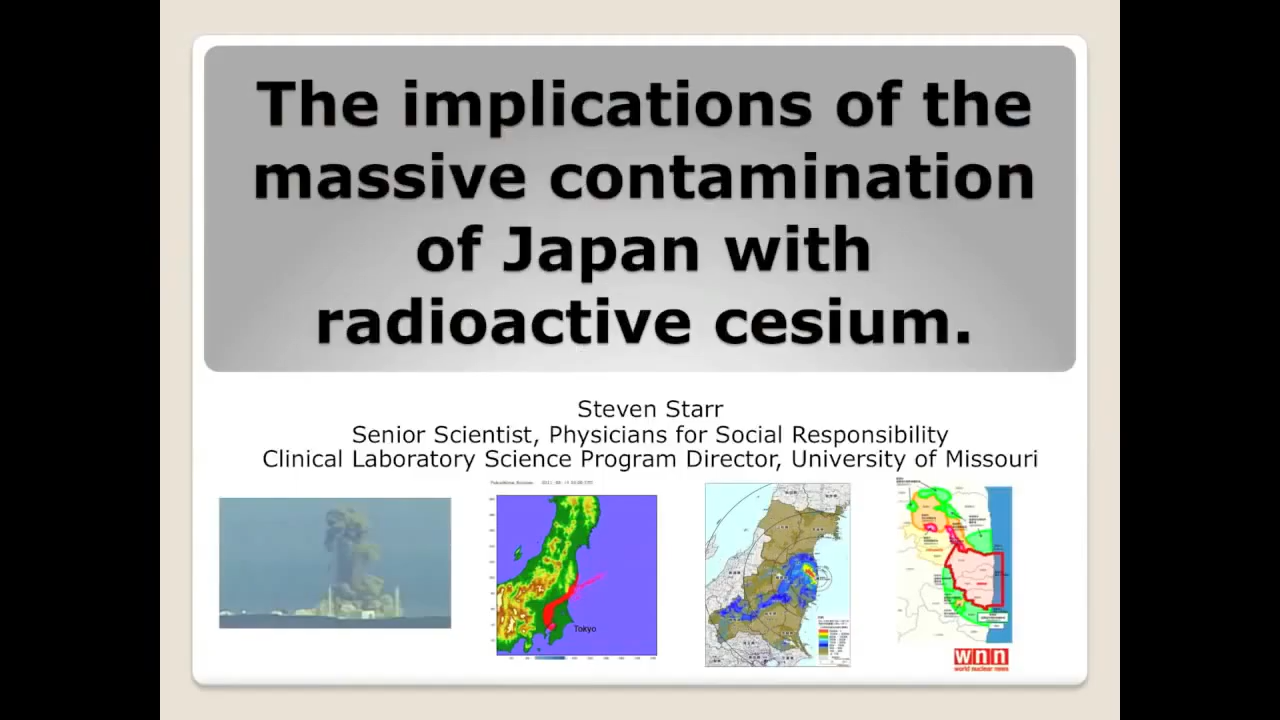 The implications of the
massive contamination
of Japan with
radioactive cesium.
Steven Starr
Senior Scientist, Physicians for Social Responsibility
Clinical Laboratory Science Program Director, University of Missouri
Tokyo
wnn
world nuclear news